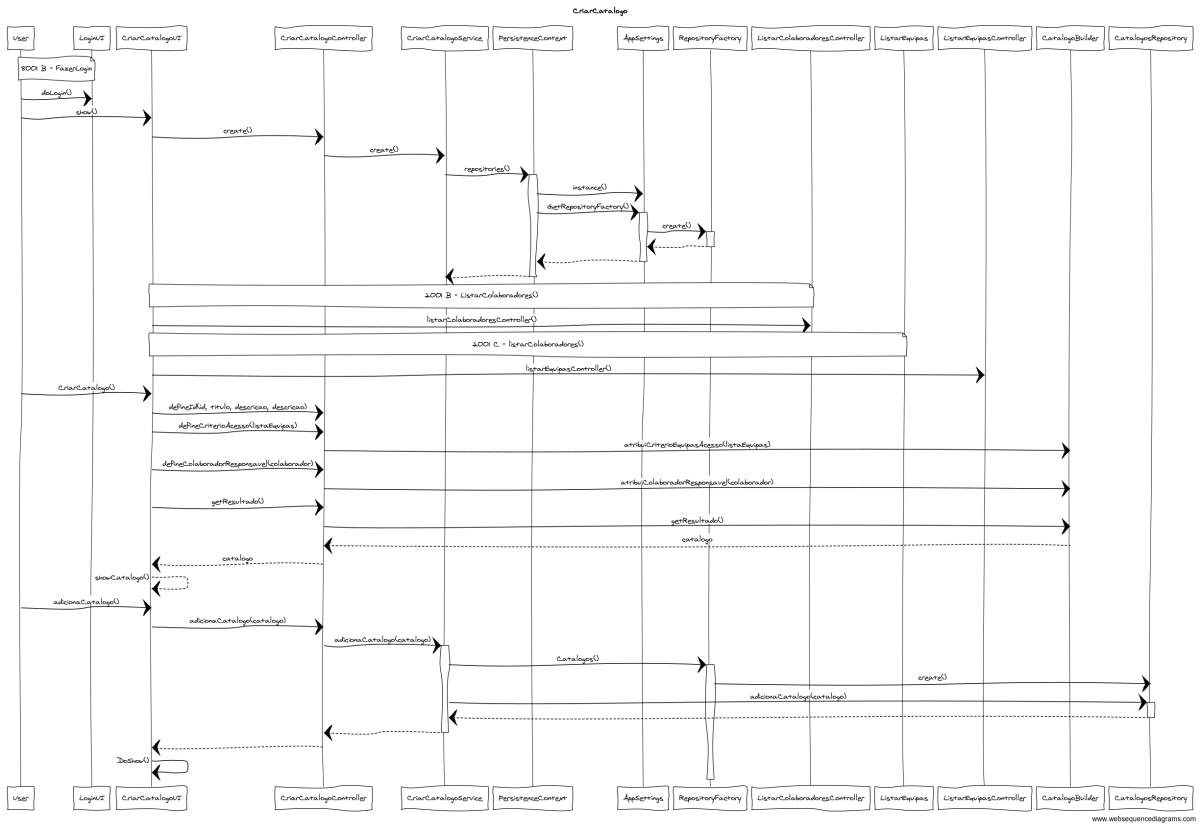 CriarCatalogo
User LoginUI CriarCatalogoUI CriarCatalogoController CriarCatalogoService PersistenceContext AppSettings RepositoryFactory ListarColaboradoresController ListarEquipas ListarEquipasController CatalogoBuilder CatalogosRepository
8001 B - FazerLogin
doLogin()
show()
create()
create()
repositories()
instance()
GetRepositoryFactory()
create()
2001 B - ListarColaboradores()
listarColaboradoresController()
2001 C - listarColaboradores()
listarEquipasController()
CriarCatalogo()
defineId(id, titulo, descricao, descricao)
defineCriterioAcesso(listaEquipas)
atribuiCriterioEquipasAcesso(listaEquipas)
defineColaboradorResponsavel(colaborador)
atribuiColaboradorResponsavel(colaborador)
getResultado()
getResultado()
catalogo
catalogo
showCatalogo()
adicionaCatalogo()
adicionaCatalogo(catalogo)
adicionaCatalogo(catalogo)
Catalogos()
create()
adicionaCatalogo(catalogo)
DoShow()
User LoginUI CriarCatalogoUI CriarCatalogoController CriarCatalogoService PersistenceContext AppSettings RepositoryFactory ListarColaboradoresController ListarEquipas ListarEquipasController CatalogoBuilder CatalogosRepository
www.websequencediagrams.com